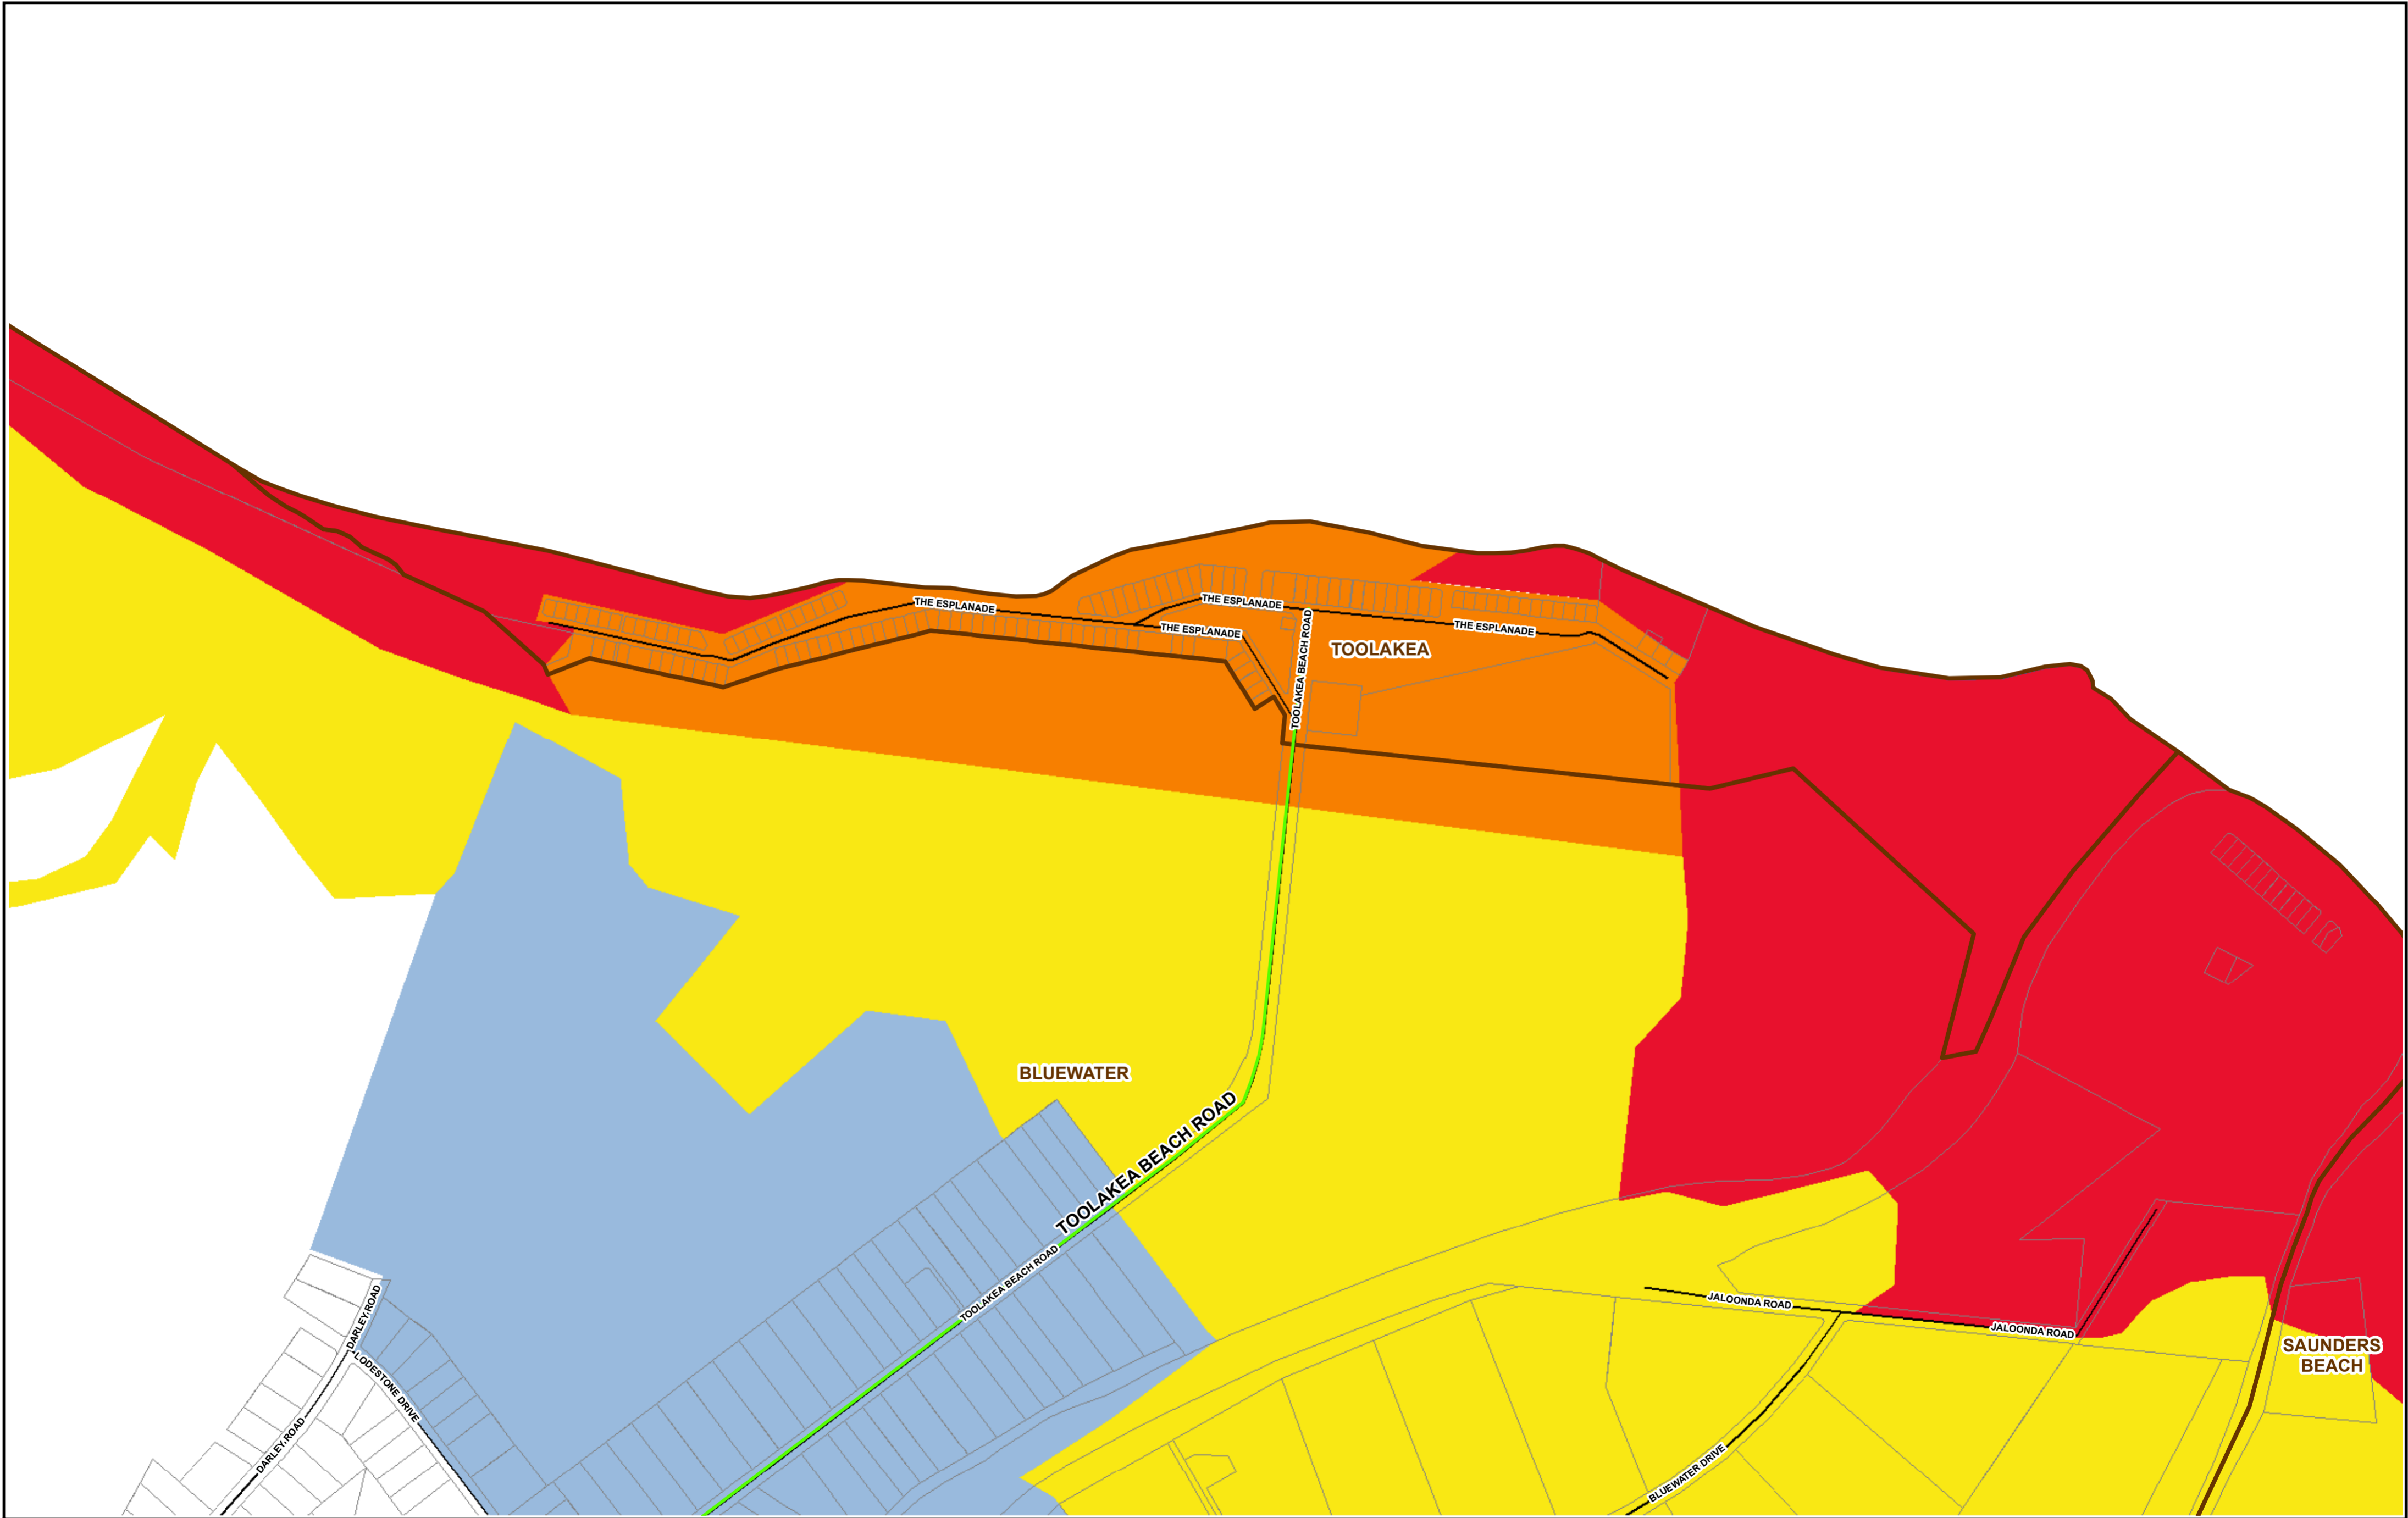 THE ESPLANADE
THE ESPLANADE
THE ESPLANADE
THE ESPLANADE
TOOLAKEA BEACH ROAD
TOOLAKEA
BLUEWATER
TOOLAKEA BEACH ROAD
TOOLAKEA BEACH ROAD
DARLEY ROAD
LODESTONE DRIVE
DARLEY ROAD
JALOONDA ROAD
JALOONDA ROAD
BLUEWATER DRIVE
SAUNDERS
BEACH